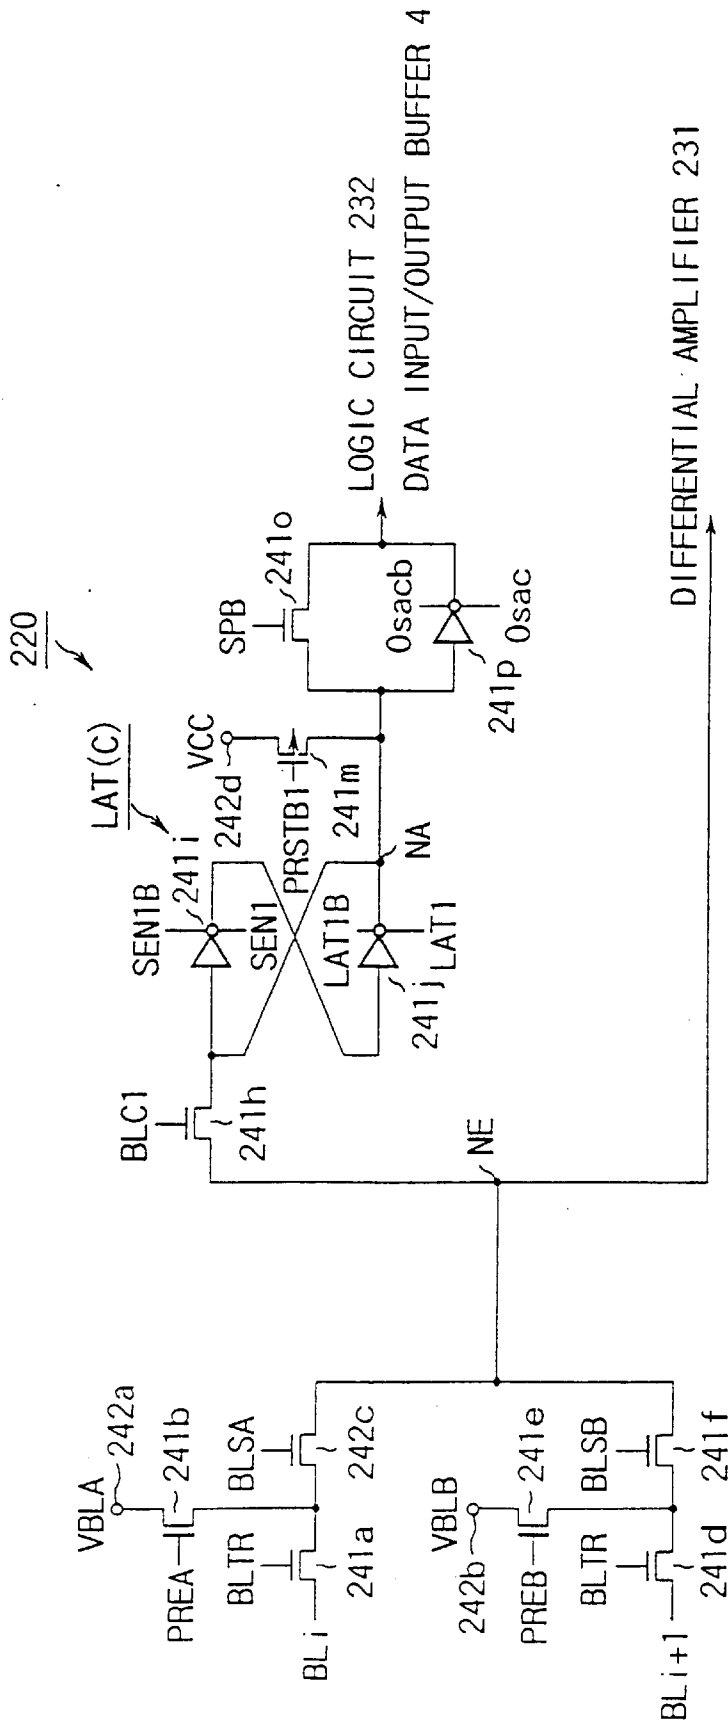 220
LAT(C)
VBLA
242a
PREA
241b
BLTR
BLSA
BLi
241a
242c
VBLB
242b
PREB
241e
BLTR
BLSB
BLi+1
241d
241f
NE
BLC1
241h
SEN1B
241i
SEN1
LAT1B
241j
LAT1
NA
VCC
242d
PRSTB1
241m
SPB
241o
Osacb
241p
Osac
LOGIC CIRCUIT 232
DATA INPUT/OUTPUT BUFFER 4
DIFFERENTIAL AMPLIFIER 231